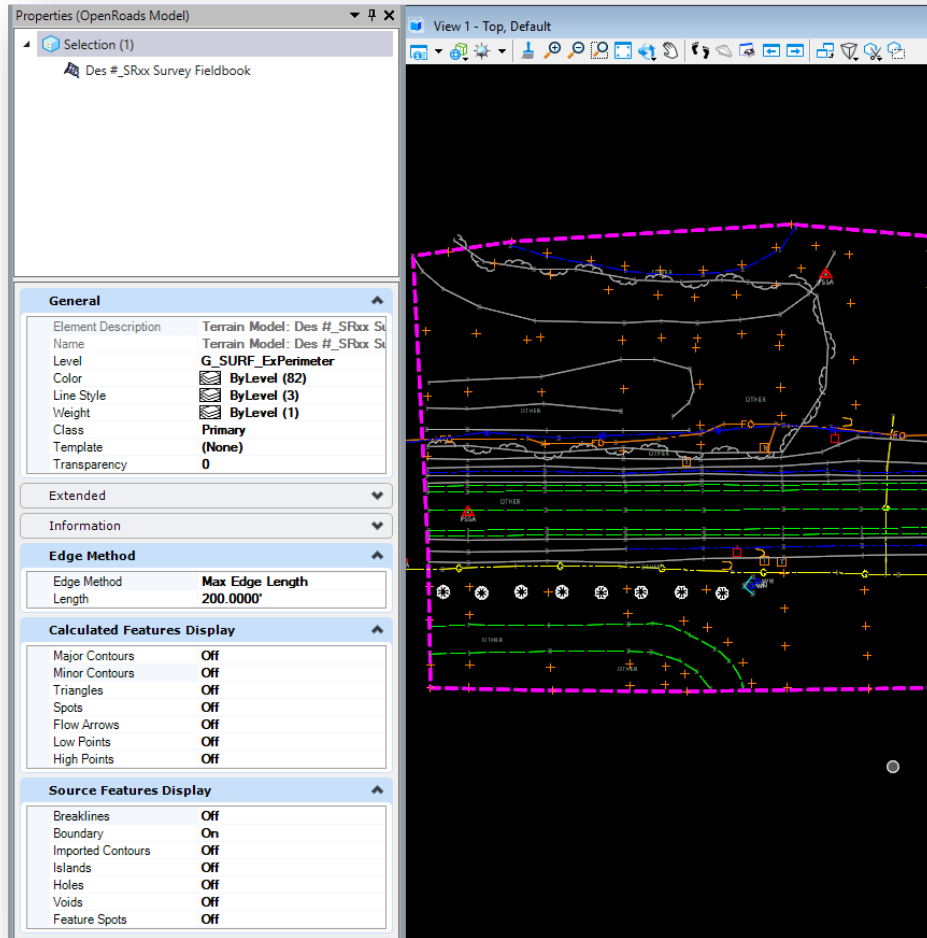 Properties (OpenRoads Model)
Selection (1)
Des #_SRxx Survey Fieldbook
General
Element Description Terrain Model: Des #_SRxx Su
Name Terrain Model: Des #_SRxx Su
Level G_SURF_ExPerimeter
Color ByLevel (82)
Line Style ByLevel (3)
Weight ByLevel (1)
Class Primary
Template (None)
Transparency 0
Extended
Information
Edge Method
Edge Method Max Edge Length
Length 200.0000'
Calculated Features Display
Major Contours Off
Minor Contours Off
Triangles Off
Spots Off
Flow Arrows Off
Low Points Off
High Points Off
Source Features Display
Breaklines Off
Boundary On
Imported Contours Off
Islands Off
Holes Off
Voids Off
Feature Spots Off
View 1 - Top, Default
OTHER
OTHER
OTHER
FO
FO
FO
OTHER
OTHER
G
G
G
G
OTHER
OTHER